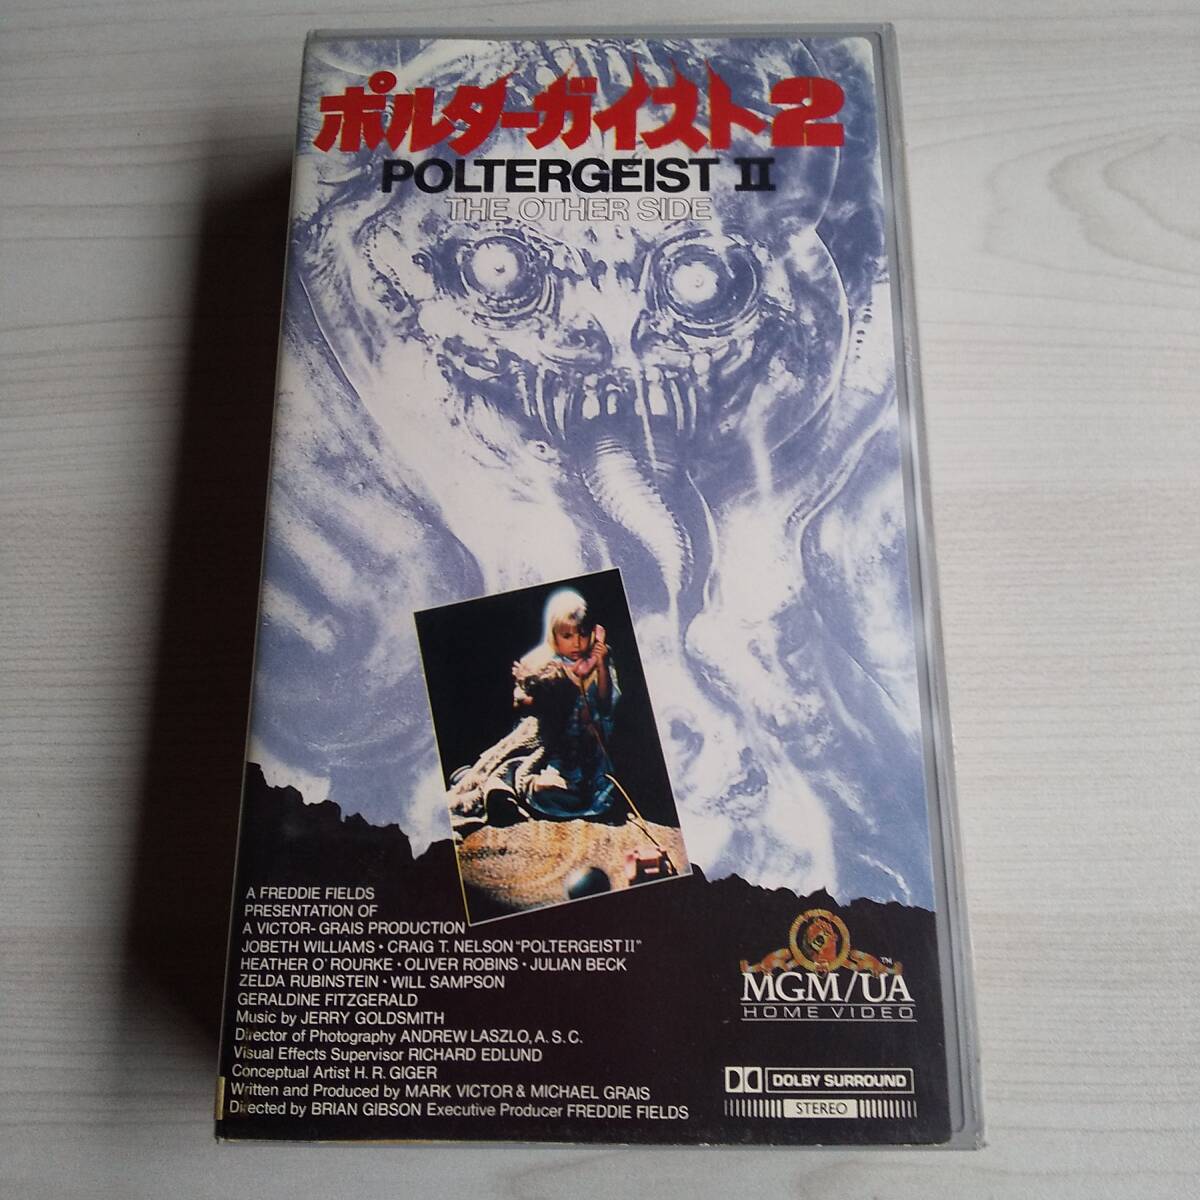 ポルターガイスト2
POLTERGEIST II
THE OTHER SIDE
A FREDDIE FIELDS
PRESENTATION OF
A VICTOR-GRAIS PRODUCTION
JOBETH WILLIAMS・CRAIG T. NELSON "POLTERGEIST II"
HEATHER O'ROURKE・OLIVER ROBINS・JULIAN BECK
ZELDA RUBINSTEIN・WILL SAMPSON
GERALDINE FITZGERALD
Music by JERRY GOLDSMITH
Director of Photography ANDREW LASZLO, A.S.C.
Visual Effects Supervisor RICHARD EDLUND
Conceptual Artist H. R. GIGER
Written and Produced by MARK VICTOR & MICHAEL GRAIS
Directed by BRIAN GIBSON Executive Producer FREDDIE FIELDS
TM
MGM/UA
HOME VIDEO
DOLBY SURROUND
STEREO